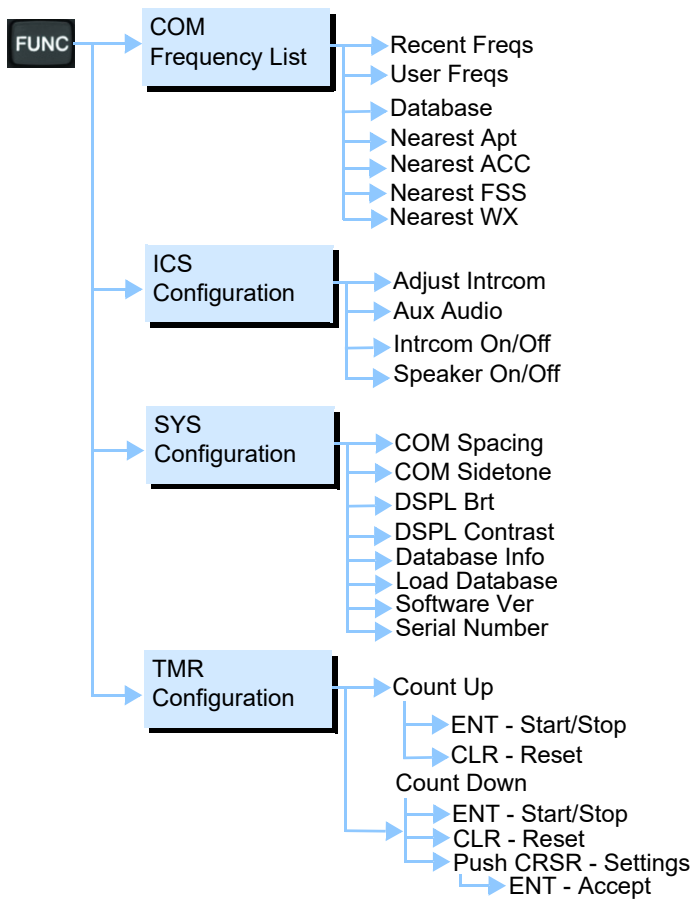 FUNC
COM
Frequency List
Recent Freqs
User Freqs
Database
Nearest Apt
Nearest ACC
Nearest FSS
Nearest WX
ICS
Configuration
Adjust Intrcom
Aux Audio
Intrcom On/Off
Speaker On/Off
SYS
Configuration
COM Spacing
COM Sidetone
DSPL Brt
DSPL Contrast
Database Info
Load Database
Software Ver
Serial Number
TMR
Configuration
Count Up
ENT - Start/Stop
CLR - Reset
Count Down
ENT - Start/Stop
CLR - Reset
Push CRSR - Settings
ENT - Accept